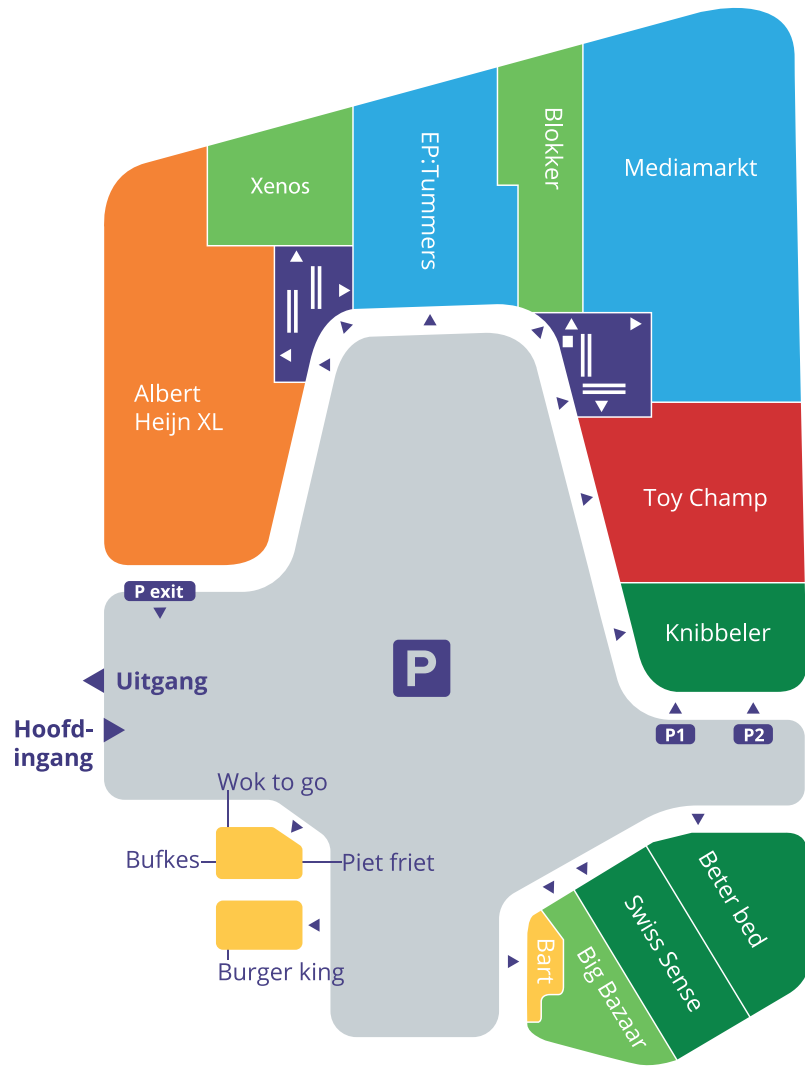 Xenos
EP:Tummers
Blokker
Mediamarkt
Albert
Heijn XL
Toy Champ
Knibbeler
P exit
P
Uitgang
Hoofd-
ingang
P1
P2
Wok to go
Bufkes
Piet friet
Burger king
Bart
Big Bazaar
Swiss Sense
Beter bed